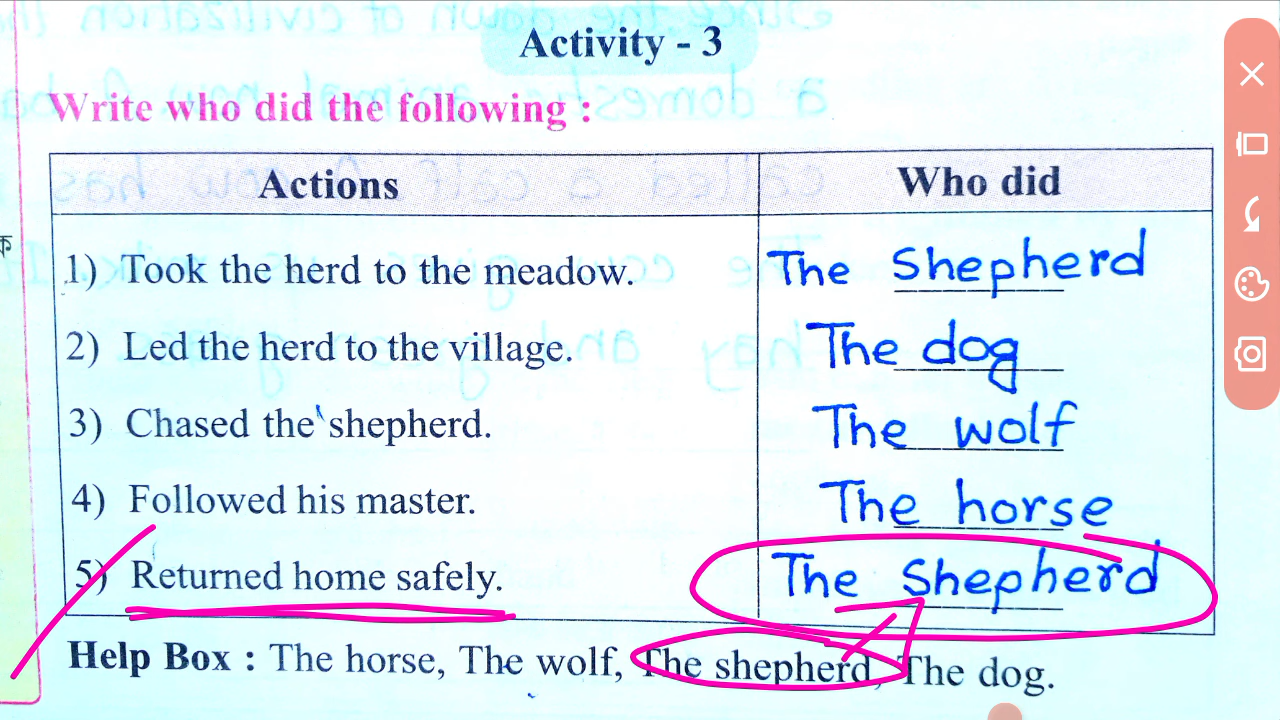 Activity - 3
Write who did the following :
Actions Who did
1) Took the herd to the meadow. The Shepherd
2) Led the herd to the village. The dog
3) Chased the shepherd. The wolf
4) Followed his master. The horse
5) Returned home safely. The Shepherd
Help Box : The horse, The wolf, The shepherd, The dog.